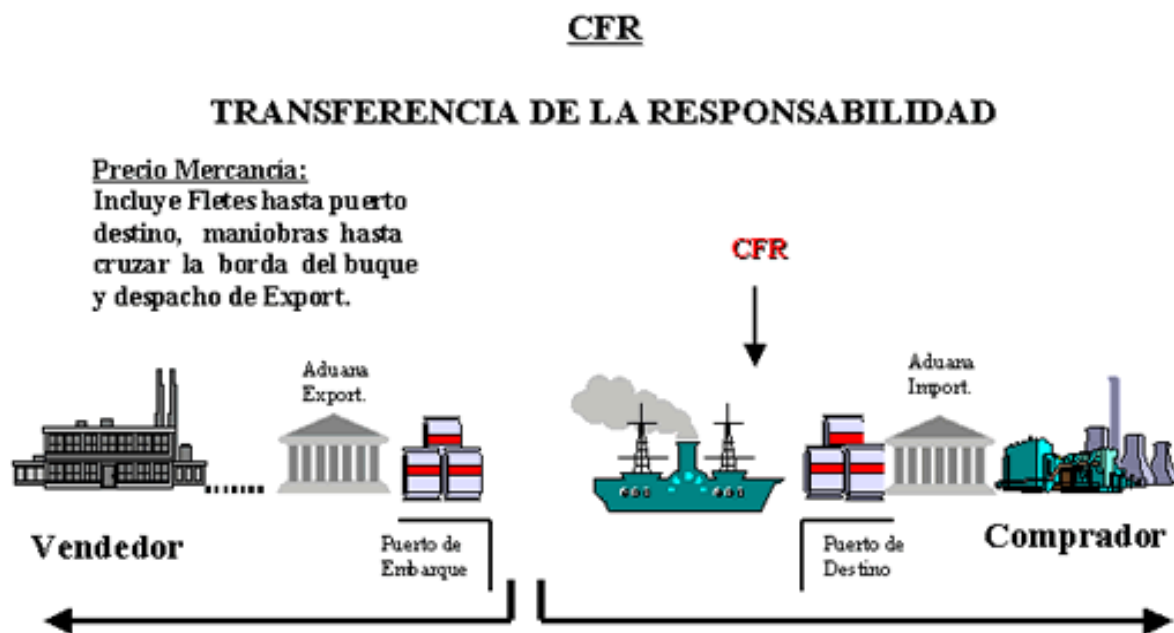 CFR
TRANSFERENCIA DE LA RESPONSABILIDAD
Precio Mercancía:
Incluye Fletes hasta puerto
destino, maniobras hasta
cruzar la borda del buque
y despacho de Export.
CFR
Aduana
Export.
Aduana
Import.
Vendedor
Puerto de
Embarque
Puerto de
Destino
Comprador